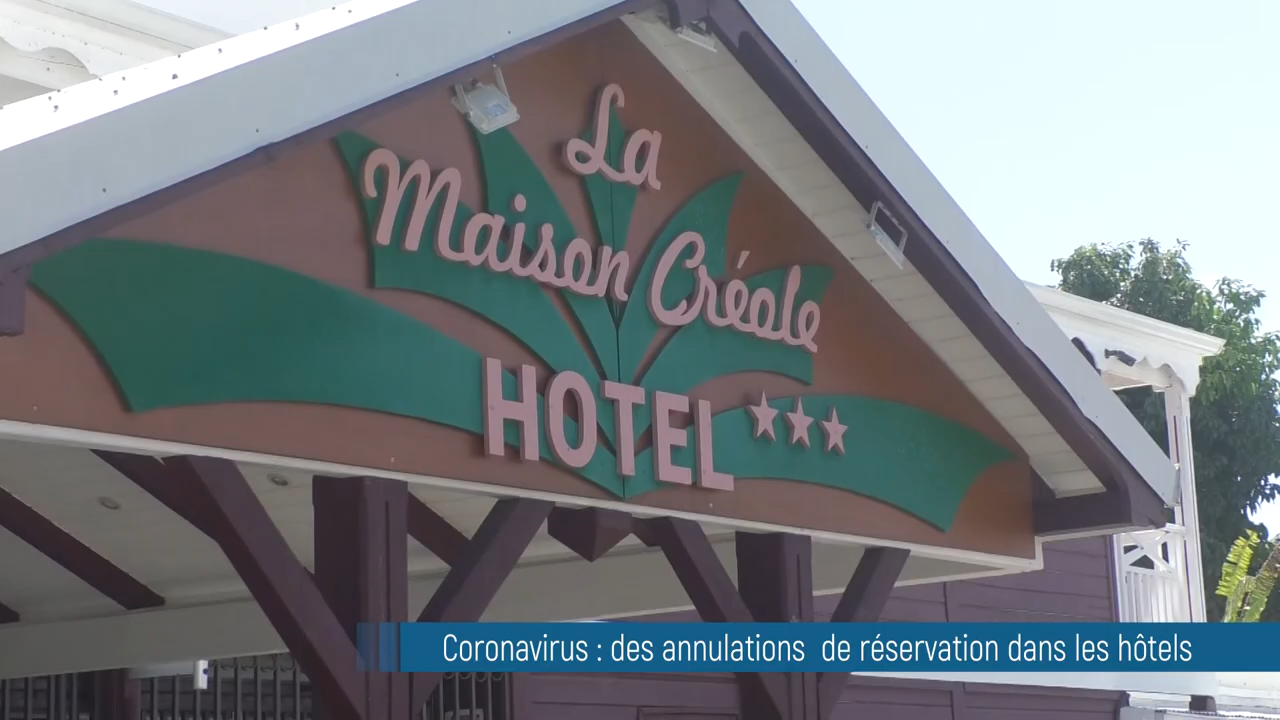 La
Maison Créole
HOTEL ***
Coronavirus : des annulations  de réservation dans les hôtels